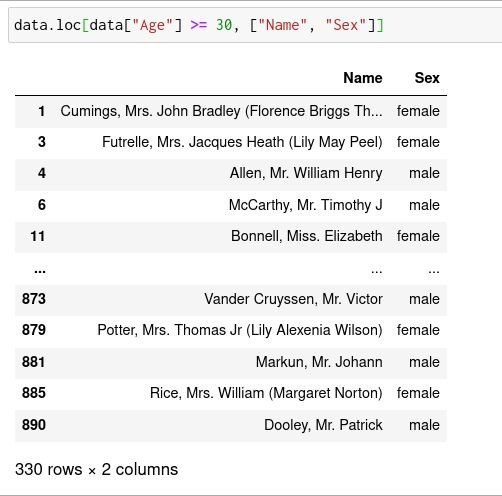 data.loc[data["Age"] >= 30, ["Name", "Sex"]]
Name Sex
1 Cumings, Mrs. John Bradley (Florence Briggs Th... female
3 Futrelle, Mrs. Jacques Heath (Lily May Peel) female
4 Allen, Mr. William Henry male
6 McCarthy, Mr. Timothy J male
11 Bonnell, Miss. Elizabeth female
... ... ...
873 Vander Cruyssen, Mr. Victor male
879 Potter, Mrs. Thomas Jr (Lily Alexenia Wilson) female
881 Markun, Mr. Johann male
885 Rice, Mrs. William (Margaret Norton) female
890 Dooley, Mr. Patrick male
330 rows × 2 columns